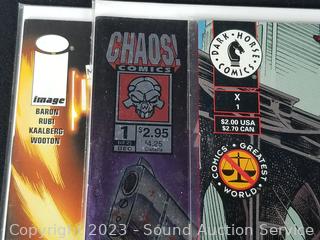 image
BARON
RUBI
KAALBERG
WOOTON
CHAOS!
COMICS
1
$2.95
$4.25
DEC
DARK HORSE
COMICS
X
1
$2.00 USA
$2.70 CAN
COMICS' GREATEST
WORLD
Copyright 2023 - Sound Auction Service